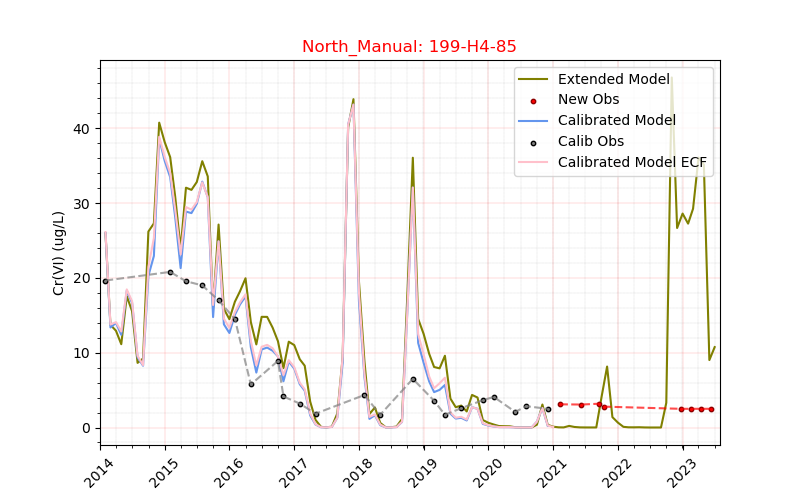 North_Manual: 199-H4-85
Extended Model
New Obs
Calibrated Model
Calib Obs
Calibrated Model ECF
Cr(VI) (ug/L)
40
30
20
10
0
2014
2015
2016
2017
2018
2019
2020
2021
2022
2023